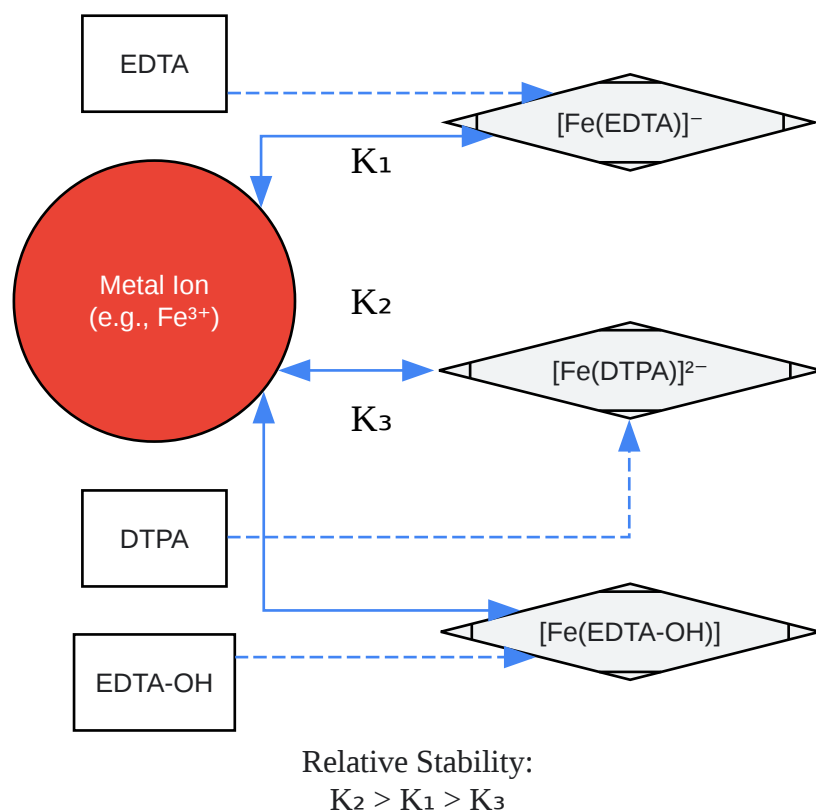 EDTA
[Fe(EDTA)]⁻
K₁
Metal Ion
(e.g., Fe³⁺)
K₂
[Fe(DTPA)]²⁻
K₃
DTPA
[Fe(EDTA-OH)]
EDTA-OH
Relative Stability:
K₂ > K₁ > K₃